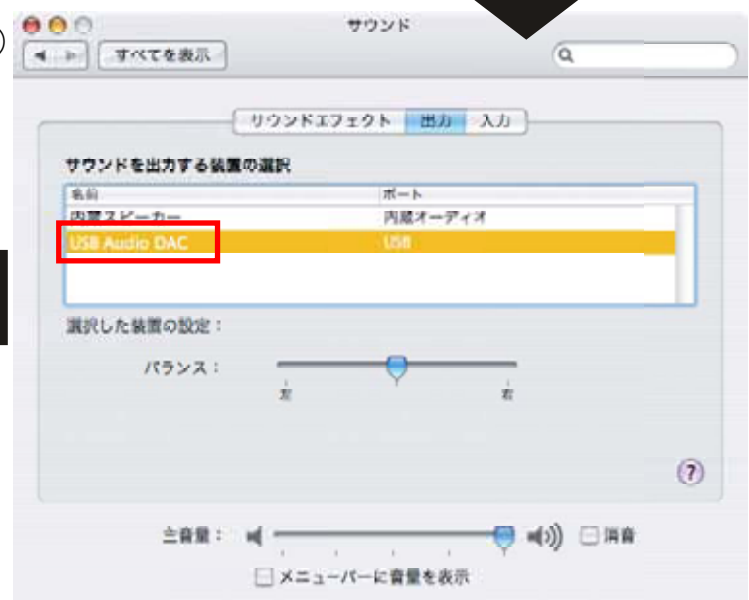 サウンド
すべてを表示
サウンドエフェクト 出力 入力
サウンドを出力する装置の選択
名前 ポート
内蔵スピーカー 内蔵オーディオ
USB Audio DAC USB
選択した装置の設定：
バランス：
左 右
?
主音量： 消音
メニューバーに音量を表示